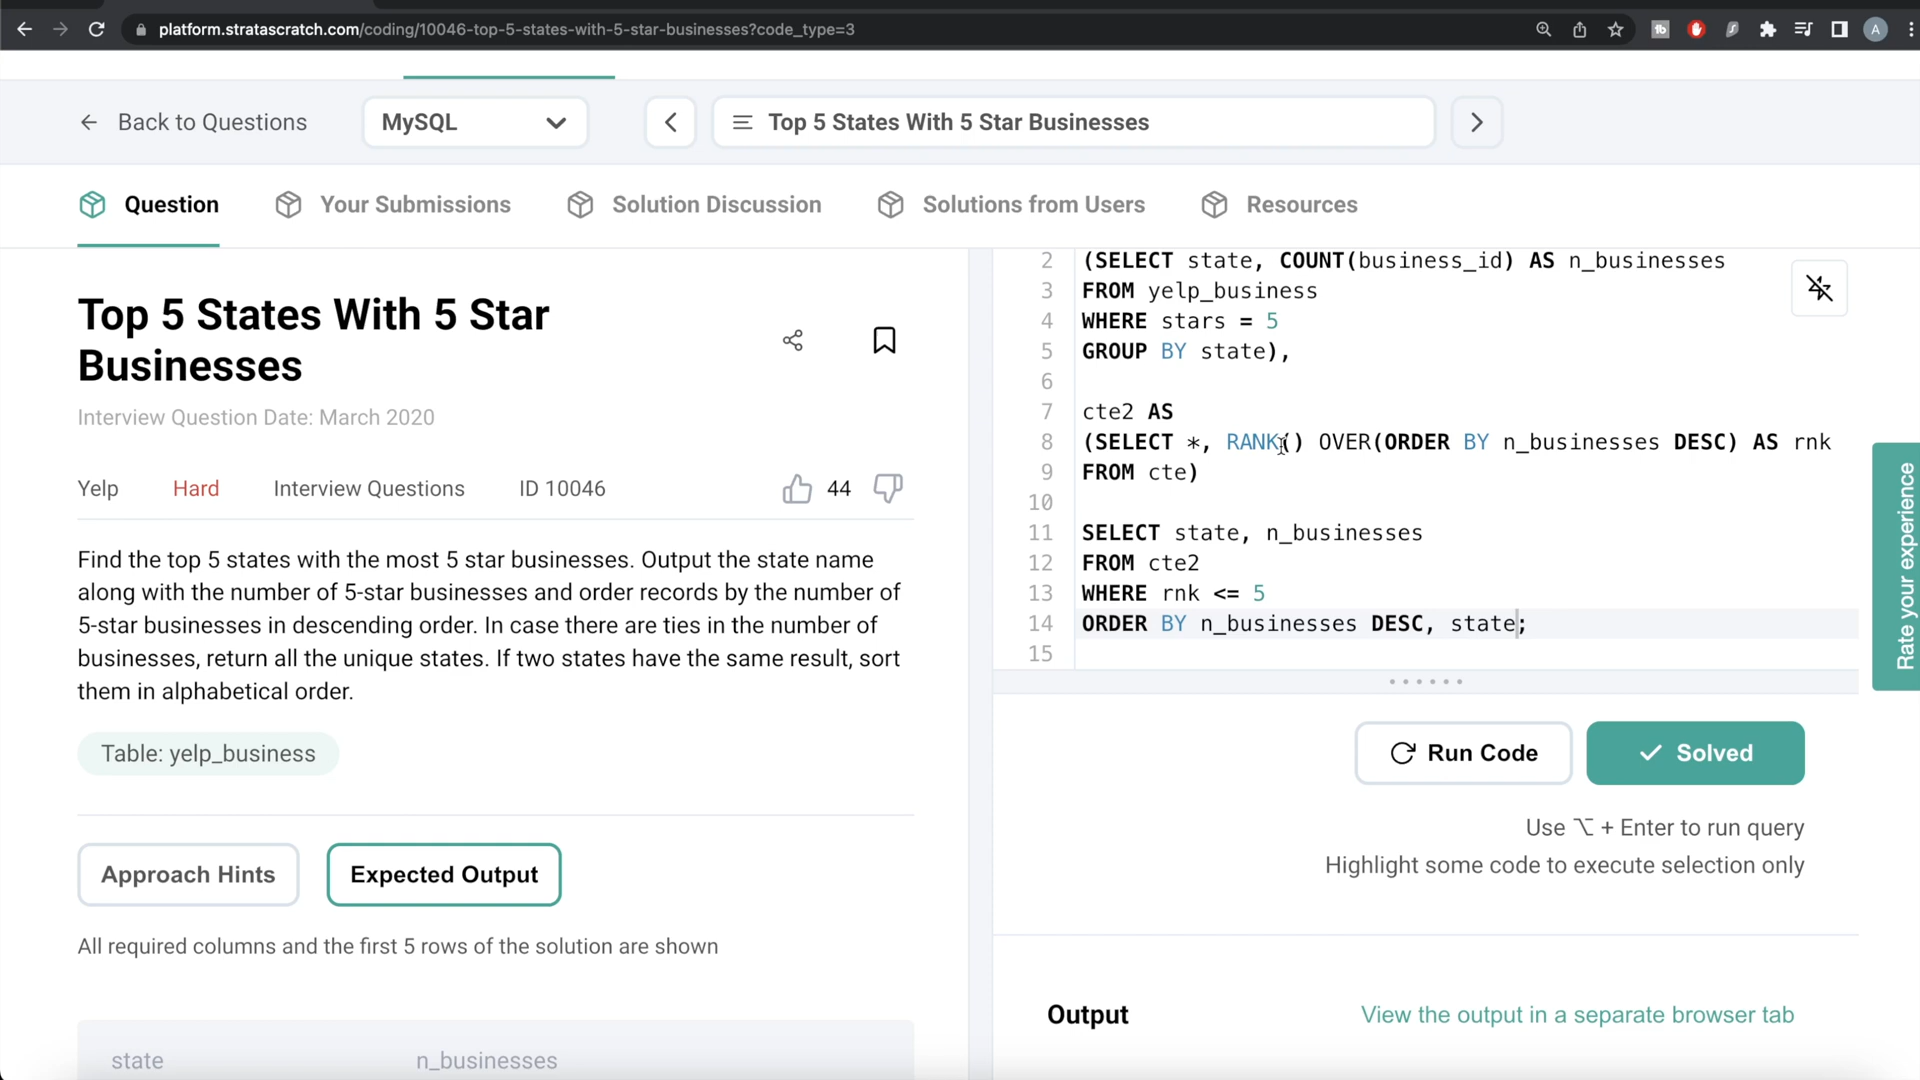 platform.stratascratch.com/coding/10046-top-5-states-with-5-star-businesses?code_type=3
tb
A
Back to Questions
MySQL
Top 5 States With 5 Star Businesses
Question
Your Submissions
Solution Discussion
Solutions from Users
Resources
Top 5 States With 5 Star
Businesses
Interview Question Date: March 2020
Yelp
Hard
Interview Questions
ID 10046
44
Find the top 5 states with the most 5 star businesses. Output the state name
along with the number of 5-star businesses and order records by the number of
5-star businesses in descending order. In case there are ties in the number of
businesses, return all the unique states. If two states have the same result, sort
them in alphabetical order.
Table: yelp_business
Approach Hints
Expected Output
All required columns and the first 5 rows of the solution are shown
state n_businesses
2 (SELECT state, COUNT(business_id) AS n_businesses
3 FROM yelp_business
4 WHERE stars = 5
5 GROUP BY state),
6
7 cte2 AS
8 (SELECT *, RANK() OVER(ORDER BY n_businesses DESC) AS rnk
9 FROM cte)
10
11 SELECT state, n_businesses
12 FROM cte2
13 WHERE rnk <= 5
14 ORDER BY n_businesses DESC, state;
15
Run Code
Solved
Use ⌥ + Enter to run query
Highlight some code to execute selection only
Output
View the output in a separate browser tab
Rate your experience